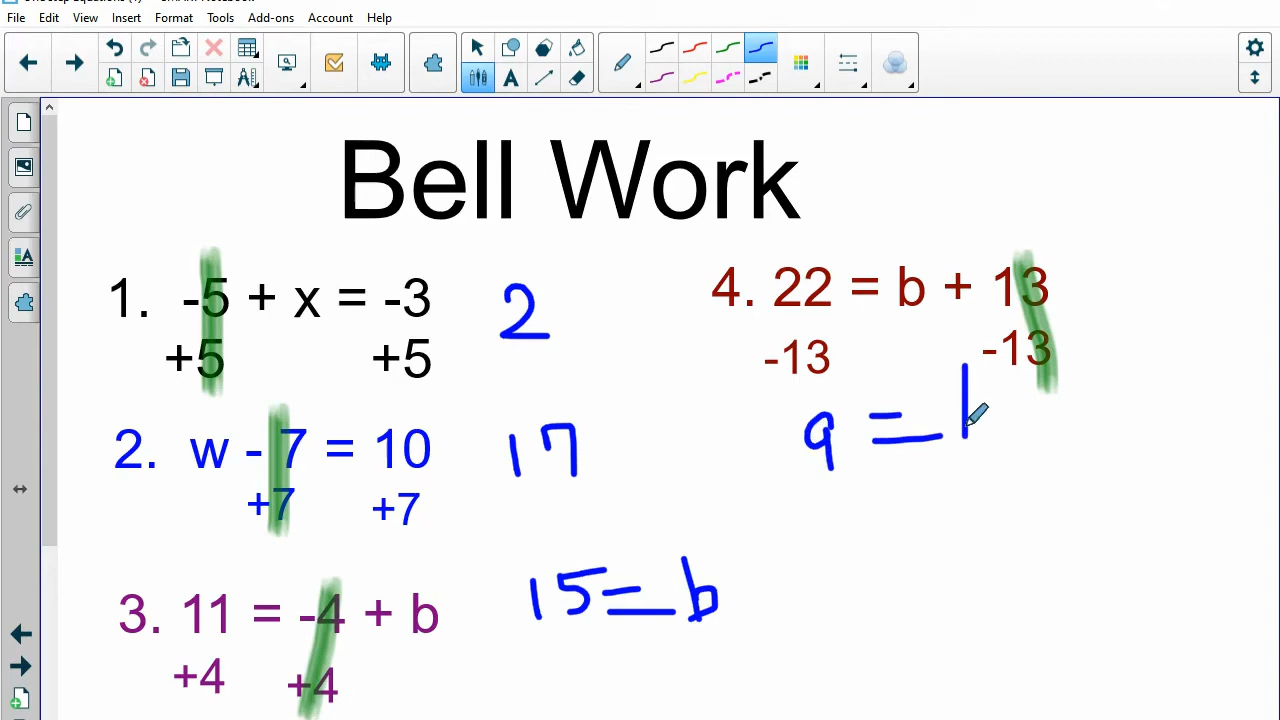 File Edit View Insert Format Tools Add-ons Account Help
Bell Work
1. -5 + x = -3 2
+5 +5
2. w - 7 = 10 17
+7 +7
3. 11 = -4 + b 15 = b
+4 +4
4. 22 = b + 13
-13 -13
9 =